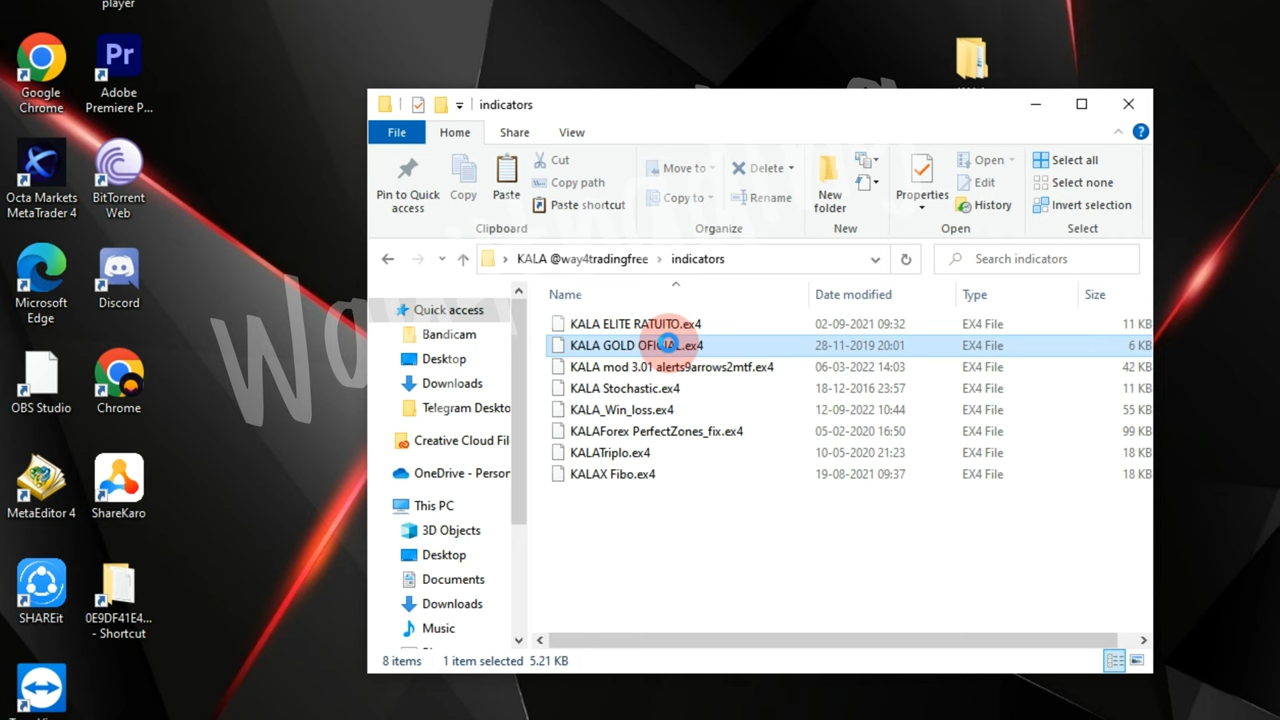 player
Google Chrome
Adobe Premiere P...
Octa Markets MetaTrader 4
BitTorrent Web
Microsoft Edge
Discord
OBS Studio
Chrome
MetaEditor 4
ShareKaro
SHAREit
0E9DF41E4... - Shortcut
indicators
File Home Share View
Pin to Quick access
Copy
Paste
Cut
Copy path
Paste shortcut
Clipboard
Move to
Copy to
Delete
Rename
Organize
New folder
New
Properties
Open
Edit
History
Open
Select all
Select none
Invert selection
Select
KALA @way4tradingfree > indicators
Search indicators
Quick access
Bandicam
Desktop
Downloads
Telegram Deskto
Creative Cloud Fil
OneDrive - Person
This PC
3D Objects
Desktop
Documents
Downloads
Music
Name Date modified Type Size
KALA ELITE RATUITO.ex4 02-09-2021 09:32 EX4 File 11 KB
KALA GOLD OFICIAL.ex4 28-11-2019 20:01 EX4 File 6 KB
KALA mod 3.01 alerts9arrows2mtf.ex4 06-03-2022 14:03 EX4 File 42 KB
KALA Stochastic.ex4 18-12-2016 23:57 EX4 File 11 KB
KALA_Win_loss.ex4 12-09-2022 10:44 EX4 File 55 KB
KALAForex PerfectZones_fix.ex4 05-02-2020 16:50 EX4 File 99 KB
KALATriplo.ex4 10-05-2020 21:23 EX4 File 18 KB
KALAX Fibo.ex4 19-08-2021 09:37 EX4 File 18 KB
8 items 1 item selected 5.21 KB